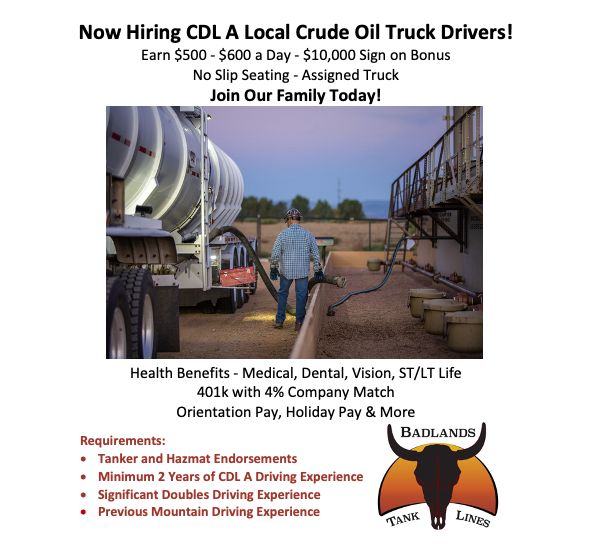 Now Hiring CDL A Local Crude Oil Truck Drivers!
Earn $500 - $600 a Day - $10,000 Sign on Bonus
No Slip Seating - Assigned Truck
Join Our Family Today!
Health Benefits - Medical, Dental, Vision, ST/LT Life
401k with 4% Company Match
Orientation Pay, Holiday Pay & More
Requirements:
• Tanker and Hazmat Endorsements
• Minimum 2 Years of CDL A Driving Experience
• Significant Doubles Driving Experience
• Previous Mountain Driving Experience
BADLANDS
TANK LINES